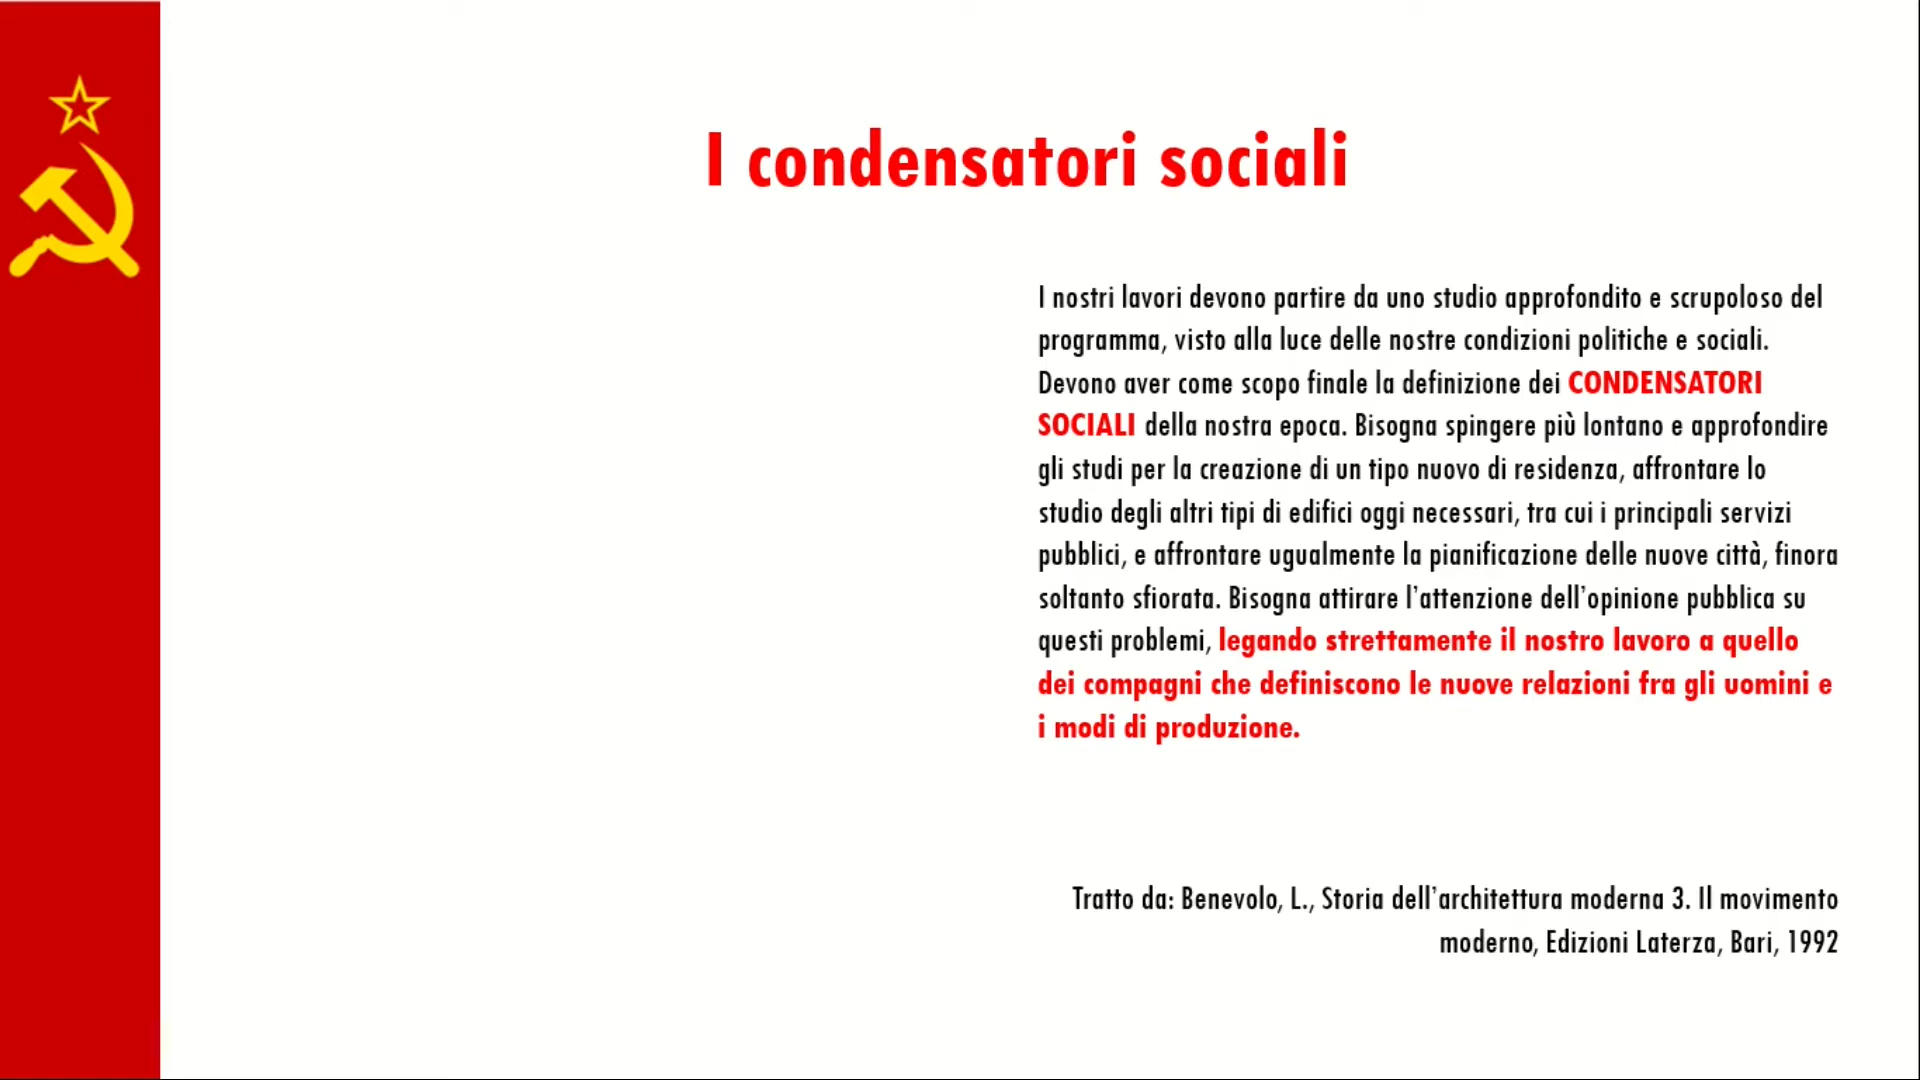 I condensatori sociali
I nostri lavori devono partire da uno studio approfondito e scrupoloso del
programma, visto alla luce delle nostre condizioni politiche e sociali.
Devono aver come scopo finale la definizione dei CONDENSATORI
SOCIALI della nostra epoca. Bisogna spingere più lontano e approfondire
gli studi per la creazione di un tipo nuovo di residenza, affrontare lo
studio degli altri tipi di edifici oggi necessari, tra cui i principali servizi
pubblici, e affrontare ugualmente la pianificazione delle nuove città, finora
soltanto sfiorata. Bisogna attirare l’attenzione dell’opinione pubblica su
questi problemi, legando strettamente il nostro lavoro a quello
dei compagni che definiscono le nuove relazioni fra gli uomini e
i modi di produzione.
Tratto da: Benevolo, L., Storia dell’architettura moderna 3. Il movimento
moderno, Edizioni Laterza, Bari, 1992